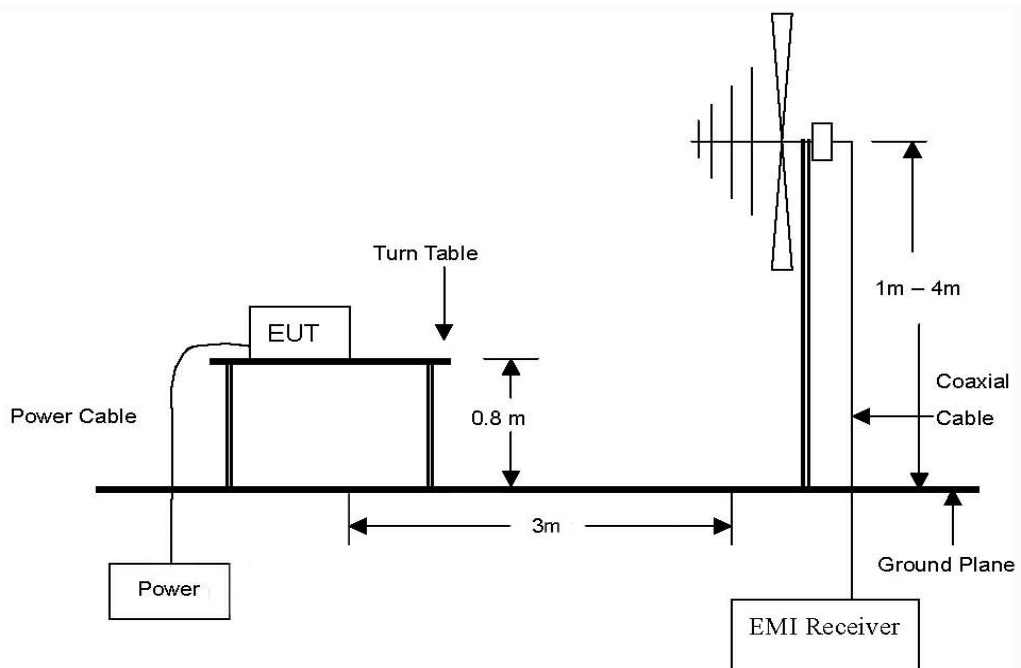 Turn Table
1m – 4m
EUT
Coaxial
Cable
Power Cable
0.8 m
3m
Ground Plane
Power
EMI Receiver